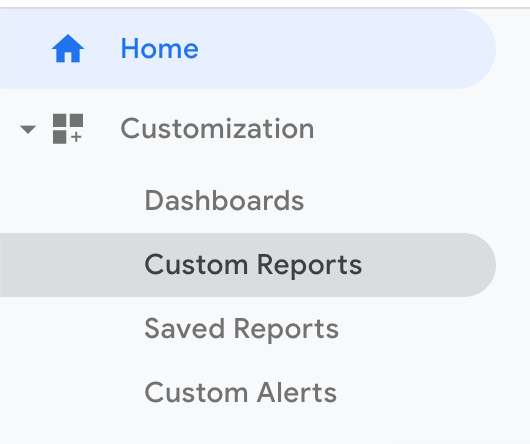 Home
Customization
Dashboards
Custom Reports
Saved Reports
Custom Alerts